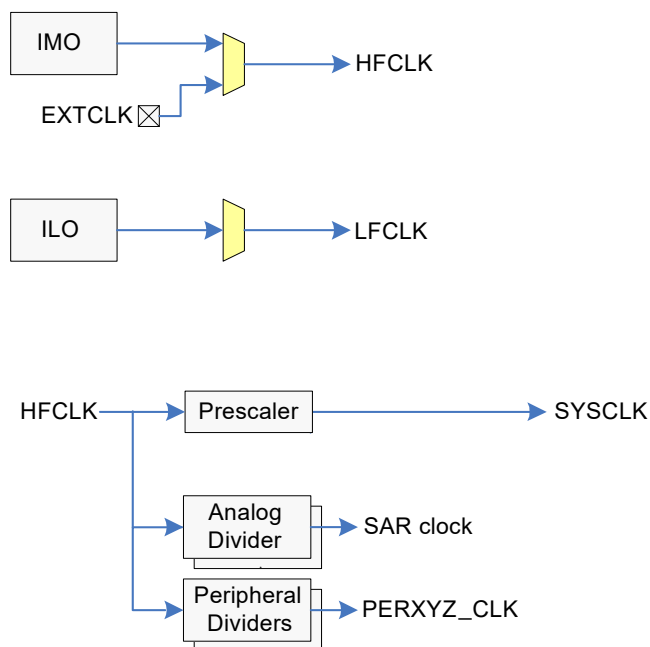 IMO
HFCLK
EXTCLK
ILO
LFCLK
HFCLK
Prescaler
SYSCLK
Analog
Divider
SAR clock
Peripheral
Dividers
PERXYZ_CLK